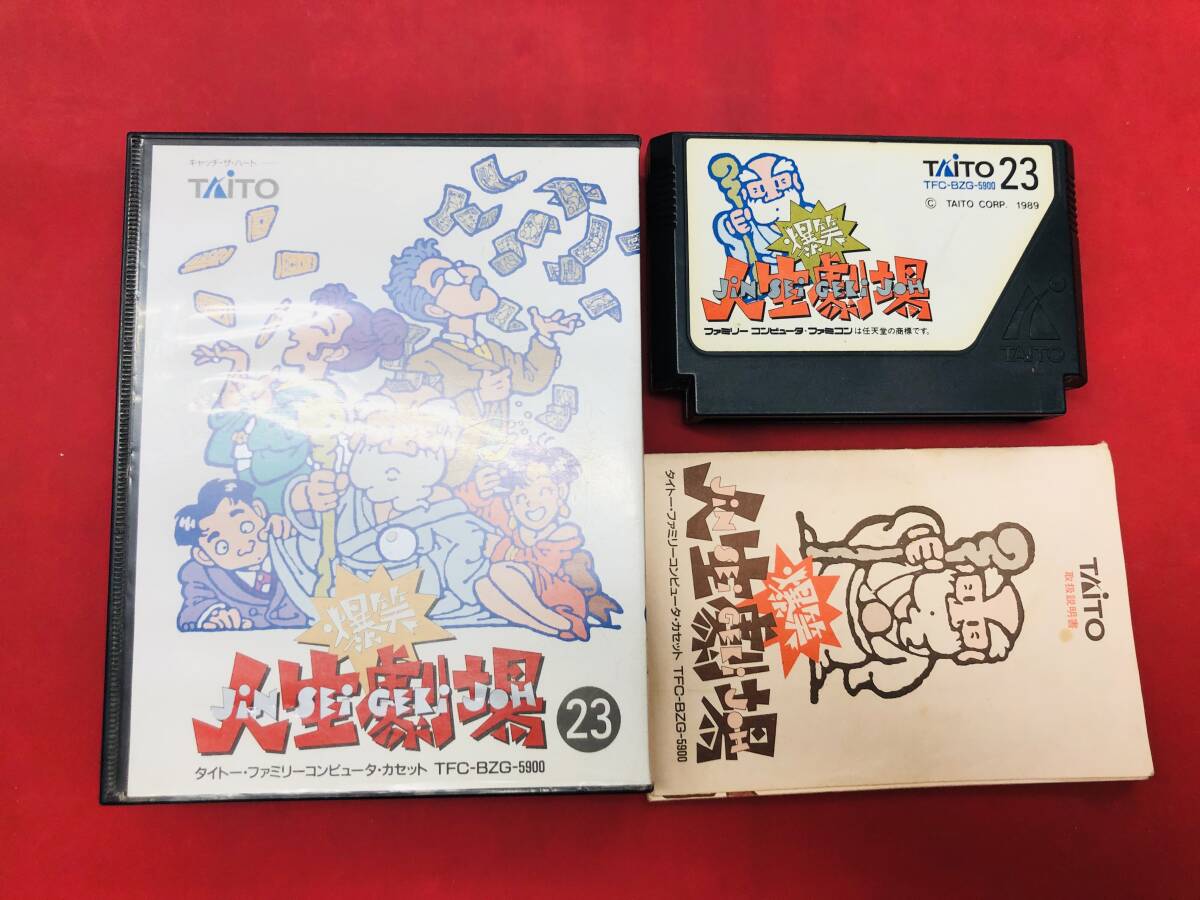 キャッチ・ザ・ハート
TAITO
爆笑
人生劇場
JiN SEi GEKi JOH
23
タイトー・ファミリーコンピュータ・カセット TFC-BZG-5900
TAITO 23
TFC-BZG-5900
© TAITO CORP. 1989
爆笑
人生劇場
JiN SEi GEKi JOH
ファミリーコンピュータ・ファミコンは任天堂の商標です。
TAITO
TAITO
取扱説明書
爆笑
人生劇場
JiN SEi GEKi JOH
タイトー・ファミリーコンピュータ・カセット TFC-BZG-5900